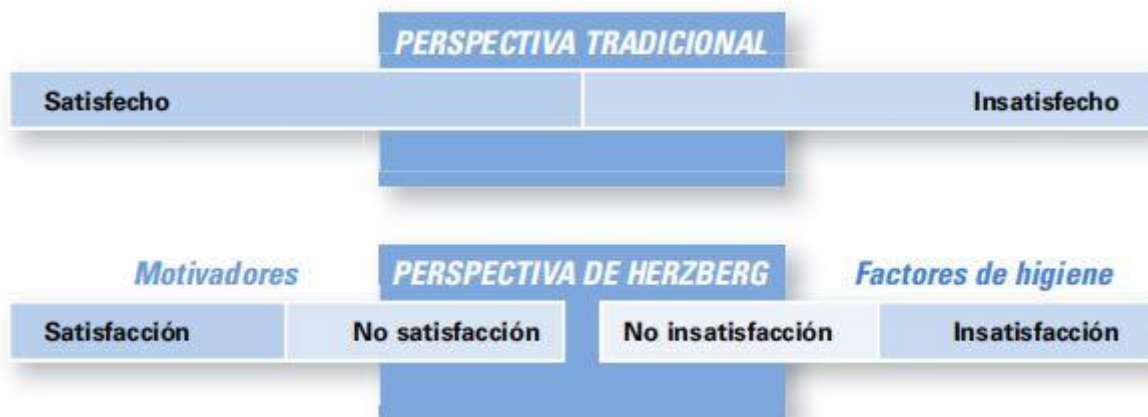 PERSPECTIVA TRADICIONAL
Satisfecho Insatisfecho
Motivadores PERSPECTIVA DE HERZBERG Factores de higiene
Satisfacción No satisfacción No insatisfacción Insatisfacción